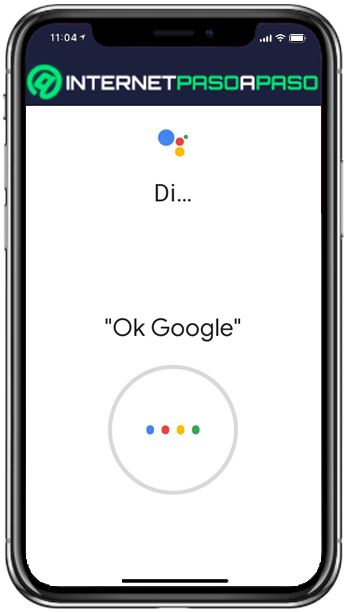 11:04
INTERNETPASOAPASO
Di...
"Ok Google"